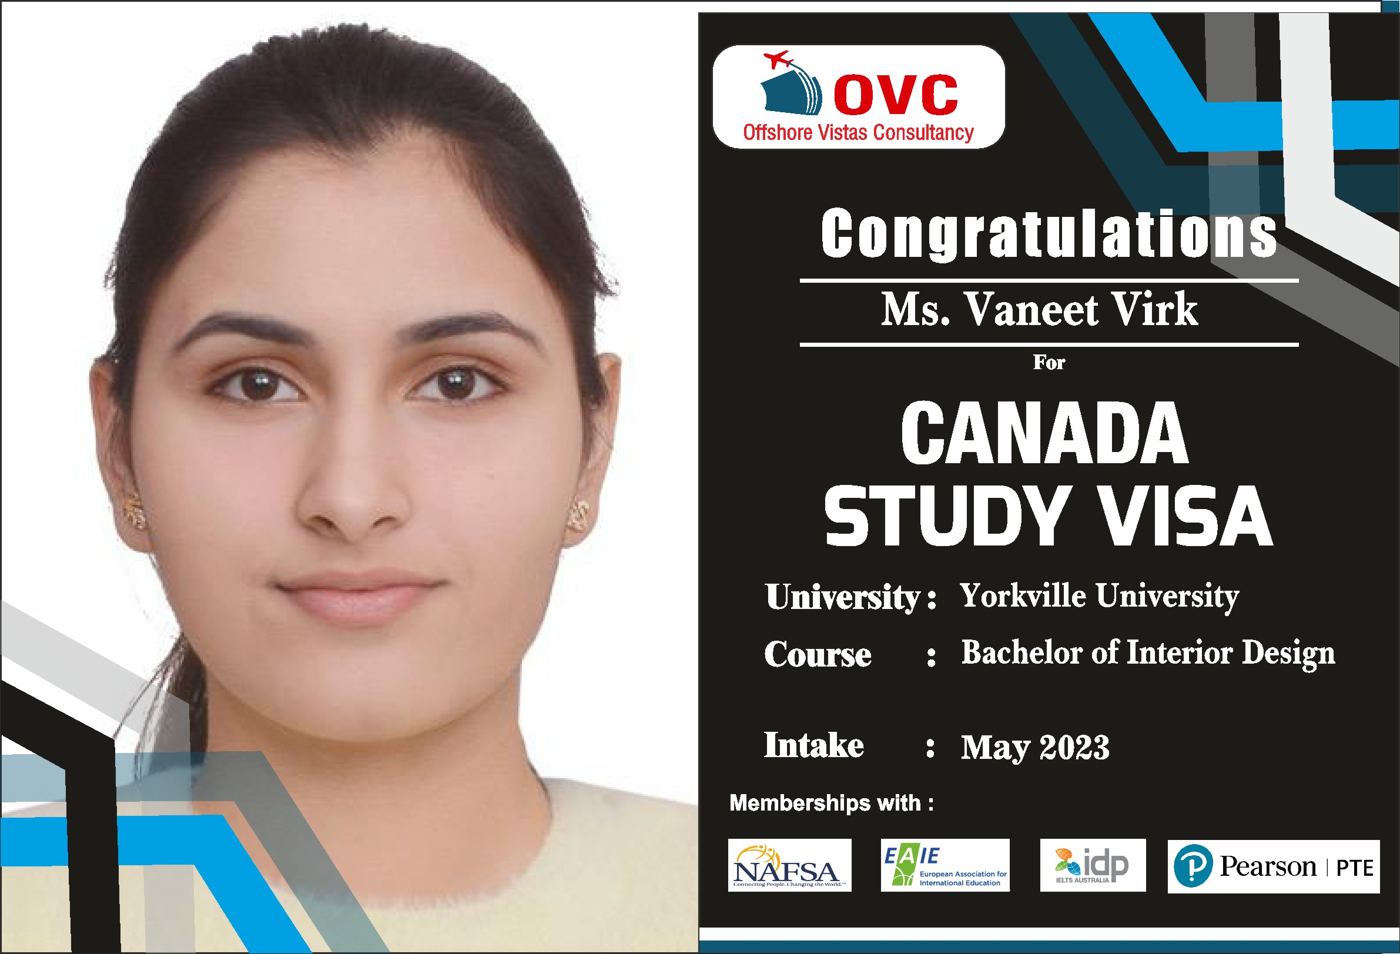 OVC
Offshore Vistas Consultancy
Congratulations
Ms. Vaneet Virk
For
CANADA
STUDY VISA
University : Yorkville University
Course : Bachelor of Interior Design
Intake : May 2023
Memberships with :
NAFSA
Connecting People. Changing the World.™
EAIE
European Association for
International Education
idp
IELTS AUSTRALIA
P Pearson | PTE